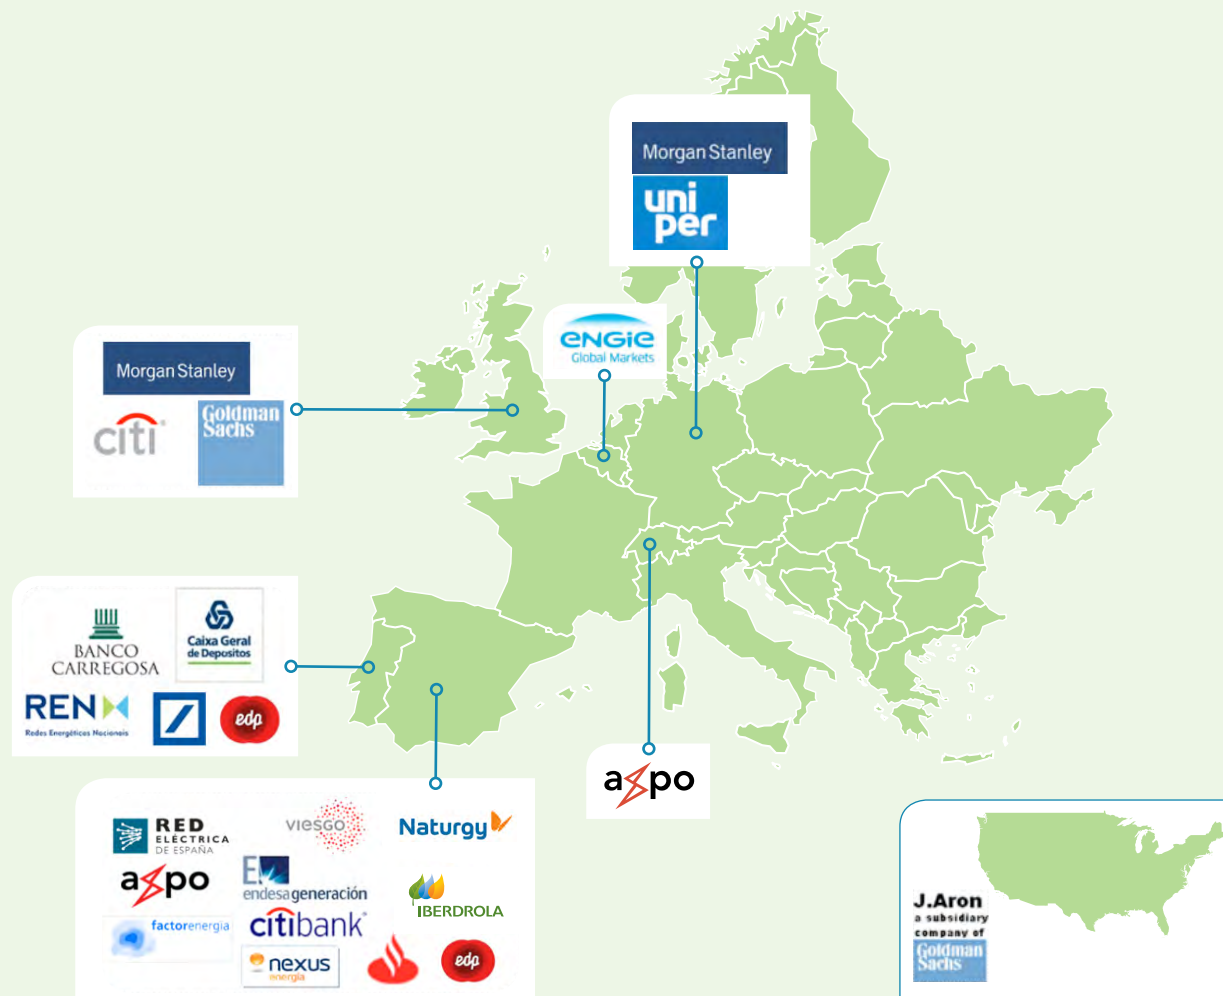 Morgan Stanley
uni
per
ENGIE
Global Markets
Morgan Stanley
citi
Goldman
Sachs
BANCO
CARREGOSA
Caixa Geral
de Depositos
REN
Redes Energéticas Nacionais
edp
axpo
RED
ELÉCTRICA
DE ESPAÑA
VIESGO
Naturgy
axpo
endesa generación
IBERDROLA
factorenergia
citibank
nexus
energía
edp
J.Aron
a subsidiary
company of
Goldman
Sachs